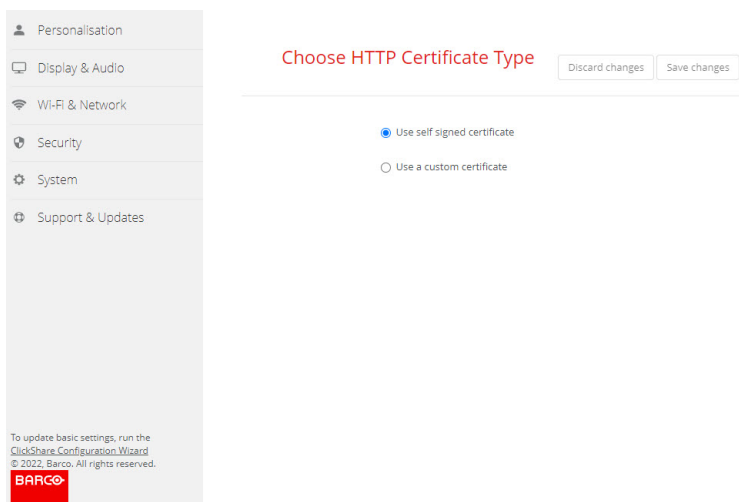 Personalisation
Display & Audio
Wi-Fi & Network
Security
System
Support & Updates
To update basic settings, run the
ClickShare Configuration Wizard
© 2022, Barco. All rights reserved.
BARCO
Choose HTTP Certificate Type
Discard changes
Save changes
Use self signed certificate
Use a custom certificate